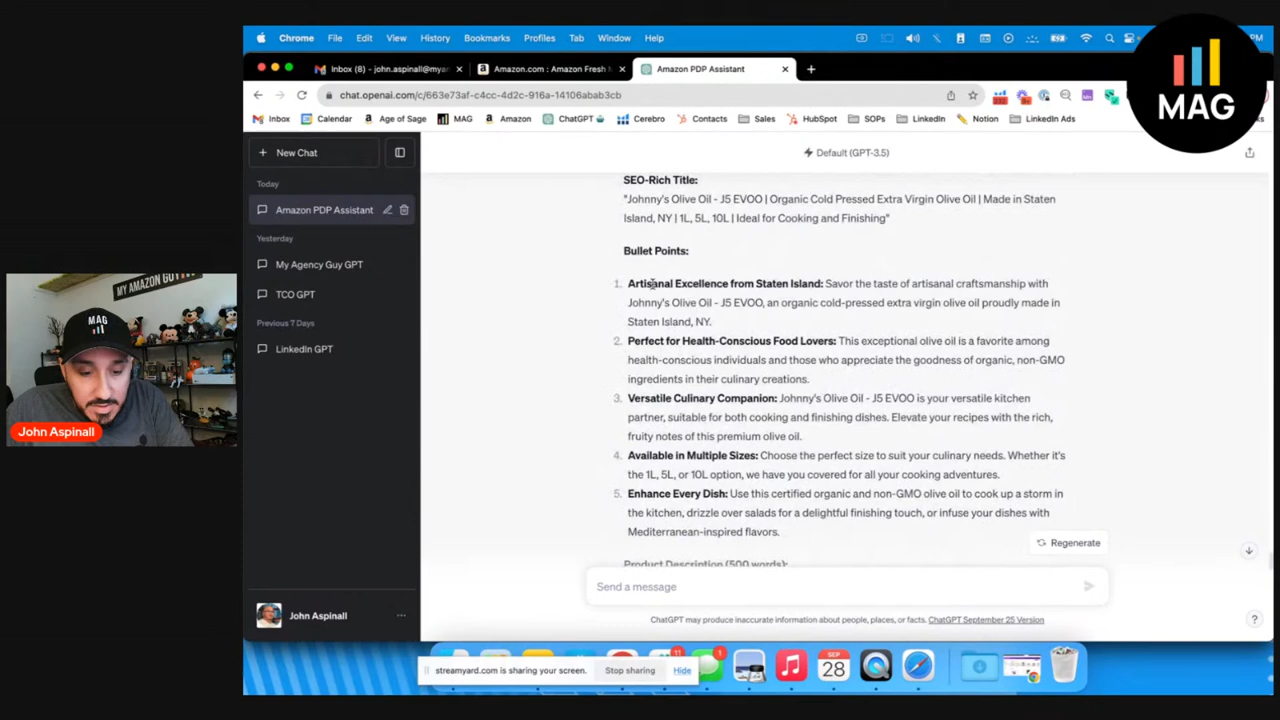 Chrome File Edit View History Bookmarks Profiles Tab Window Help
PM
MAG
Inbox (9) - john.aspinall@myar
Amazon.com : Amazon Fresh M
Amazon PDP Assistant
chat.openai.com/c/663e73af-c4cc-4d2c-916a-14106abab3cb
Inbox Calendar Age of Sage MAG Amazon ChatGPT Cerebro Contacts Sales HubSpot SOPs LinkedIn Notion LinkedIn Ads
New Chat
Default (GPT-3.5)
Today
Amazon PDP Assistant
Yesterday
My Agency Guy GPT
TCO GPT
Previous 7 Days
LinkedIn GPT
John Aspinall
SEO-Rich Title:
"Johnny's Olive Oil - J5 EVOO | Organic Cold Pressed Extra Virgin Olive Oil | Made in Staten
Island, NY | 1L, 5L, 10L | Ideal for Cooking and Finishing"
Bullet Points:
1. Artisanal Excellence from Staten Island: Savor the taste of artisanal craftsmanship with
Johnny's Olive Oil - J5 EVOO, an organic cold-pressed extra virgin olive oil proudly made in
Staten Island, NY.
2. Perfect for Health-Conscious Food Lovers: This exceptional olive oil is a favorite among
health-conscious individuals and those who appreciate the goodness of organic, non-GMO
ingredients in their culinary creations.
3. Versatile Culinary Companion: Johnny's Olive Oil - J5 EVOO is your versatile kitchen
partner, suitable for both cooking and finishing dishes. Elevate your recipes with the rich,
fruity notes of this premium olive oil.
4. Available in Multiple Sizes: Choose the perfect size to suit your culinary needs. Whether it's
the 1L, 5L, or 10L option, we have you covered for all your cooking adventures.
5. Enhance Every Dish: Use this certified organic and non-GMO olive oil to cook up a storm in
the kitchen, drizzle over salads for a delightful finishing touch, or infuse your dishes with
Mediterranean-inspired flavors.
Product Description (500 words):
Regenerate
Send a message
ChatGPT may produce inaccurate information about people, places, or facts. ChatGPT September 25 Version
?
streamyard.com is sharing your screen. Stop sharing Hide
11
1
SEP
28
MY AMAZON GUY
MAG
John Aspinall